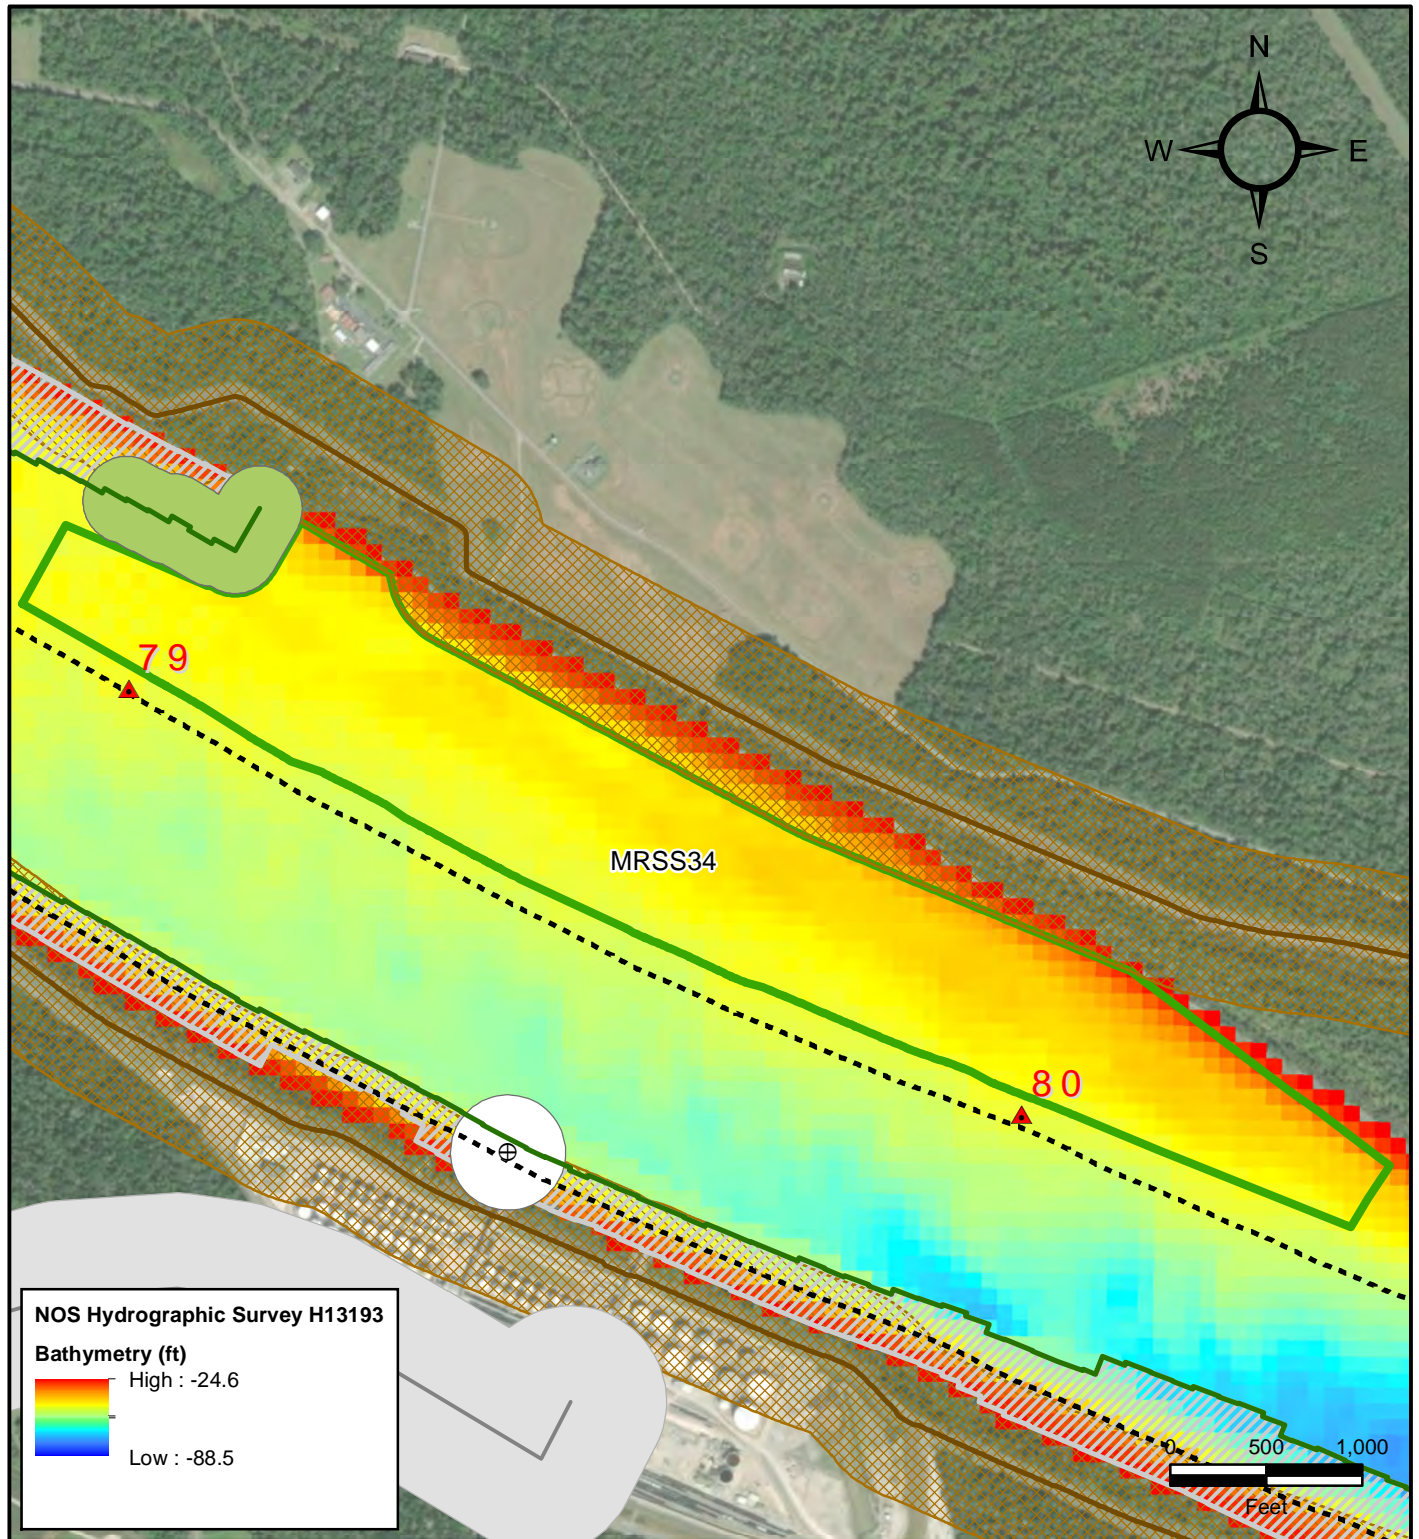 N
W E
S
79
MRSS34
80
NOS Hydrographic Survey H13193
Bathymetry (ft)
High : -24.6
Low : -88.5
0 500 1,000
Feet